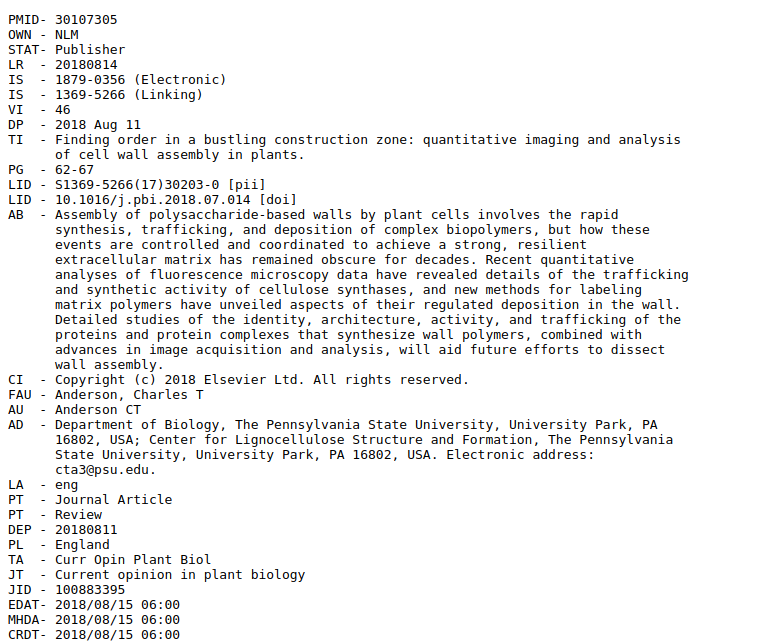 PMID- 30107305
OWN - NLM
STAT- Publisher
LR  - 20180814
IS  - 1879-0356 (Electronic)
IS  - 1369-5266 (Linking)
VI  - 46
DP  - 2018 Aug 11
TI  - Finding order in a bustling construction zone: quantitative imaging and analysis
      of cell wall assembly in plants.
PG  - 62-67
LID - S1369-5266(17)30203-0 [pii]
LID - 10.1016/j.pbi.2018.07.014 [doi]
AB  - Assembly of polysaccharide-based walls by plant cells involves the rapid
      synthesis, trafficking, and deposition of complex biopolymers, but how these
      events are controlled and coordinated to achieve a strong, resilient
      extracellular matrix has remained obscure for decades. Recent quantitative
      analyses of fluorescence microscopy data have revealed details of the trafficking
      and synthetic activity of cellulose synthases, and new methods for labeling
      matrix polymers have unveiled aspects of their regulated deposition in the wall.
      Detailed studies of the identity, architecture, activity, and trafficking of the
      proteins and protein complexes that synthesize wall polymers, combined with
      advances in image acquisition and analysis, will aid future efforts to dissect
      wall assembly.
CI  - Copyright (c) 2018 Elsevier Ltd. All rights reserved.
FAU - Anderson, Charles T
AU  - Anderson CT
AD  - Department of Biology, The Pennsylvania State University, University Park, PA
      16802, USA; Center for Lignocellulose Structure and Formation, The Pennsylvania
      State University, University Park, PA 16802, USA. Electronic address:
      cta3@psu.edu.
LA  - eng
PT  - Journal Article
PT  - Review
DEP - 20180811
PL  - England
TA  - Curr Opin Plant Biol
JT  - Current opinion in plant biology
JID - 100883395
EDAT- 2018/08/15 06:00
MHDA- 2018/08/15 06:00
CRDT- 2018/08/15 06:00